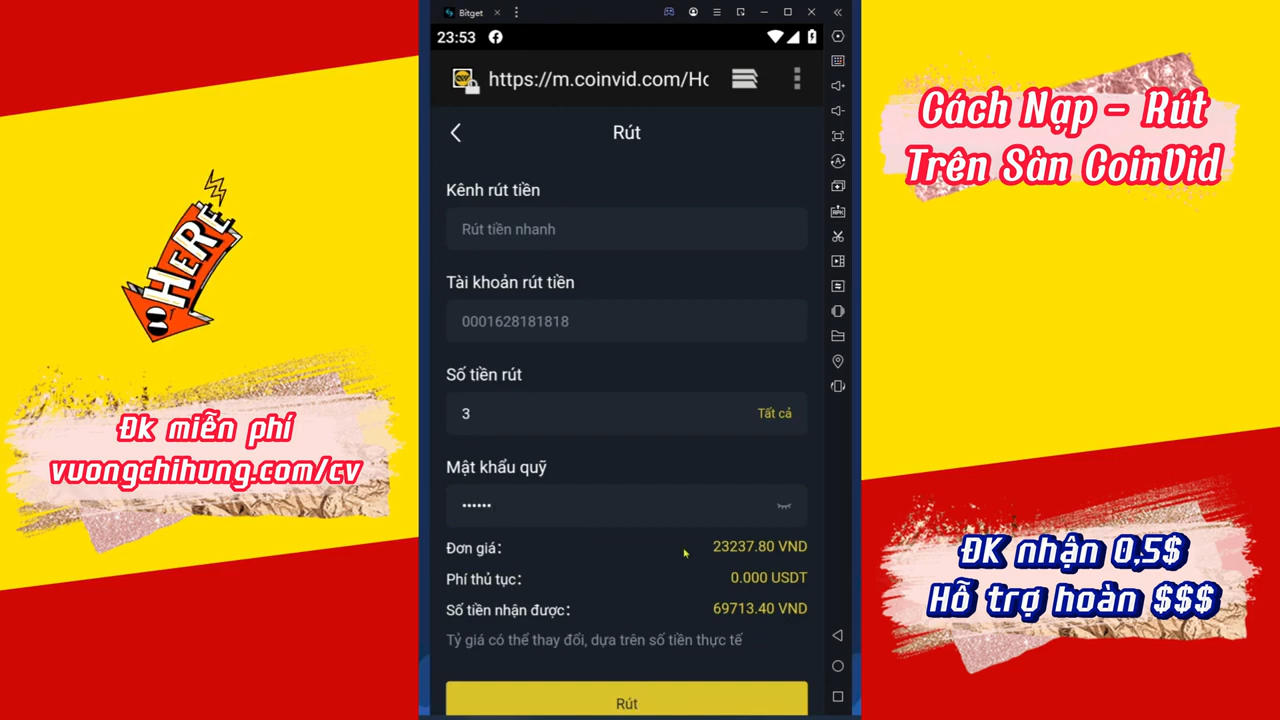 Bitget
23:53
https://m.coinvid.com/Ho
Rút
Kênh rút tiền
Rút tiền nhanh
Tài khoản rút tiền
0001628181818
Số tiền rút
3
Tất cả
Mật khẩu quỹ
••••••
Đơn giá:
23237.80 VND
Phí thủ tục:
0.000 USDT
Số tiền nhận được:
69713.40 VND
Tỷ giá có thể thay đổi, dựa trên số tiền thực tế
Rút
HERE
Đk miễn phí
vuongchihung.com/cv
Cách Nạp - Rút
Trên Sàn CoinVid
ĐK nhận 0,5$
Hỗ trợ hoàn $$$